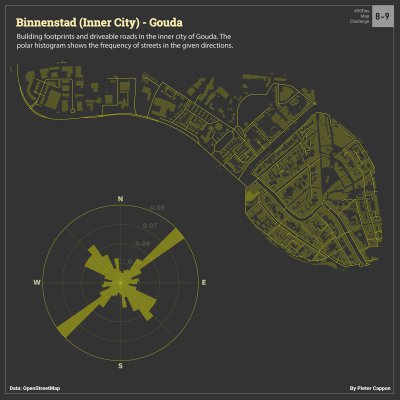 Binnenstad (Inner City) - Gouda
Building footprints and driveable roads in the inner city of Gouda. The
polar histogram shows the frequency of streets in the given directions.
#30Day
Map
Challenge
8-9
N
0.09
0.07
0.04
W
E
S
Data: OpenStreetMap
By Pieter Cappon